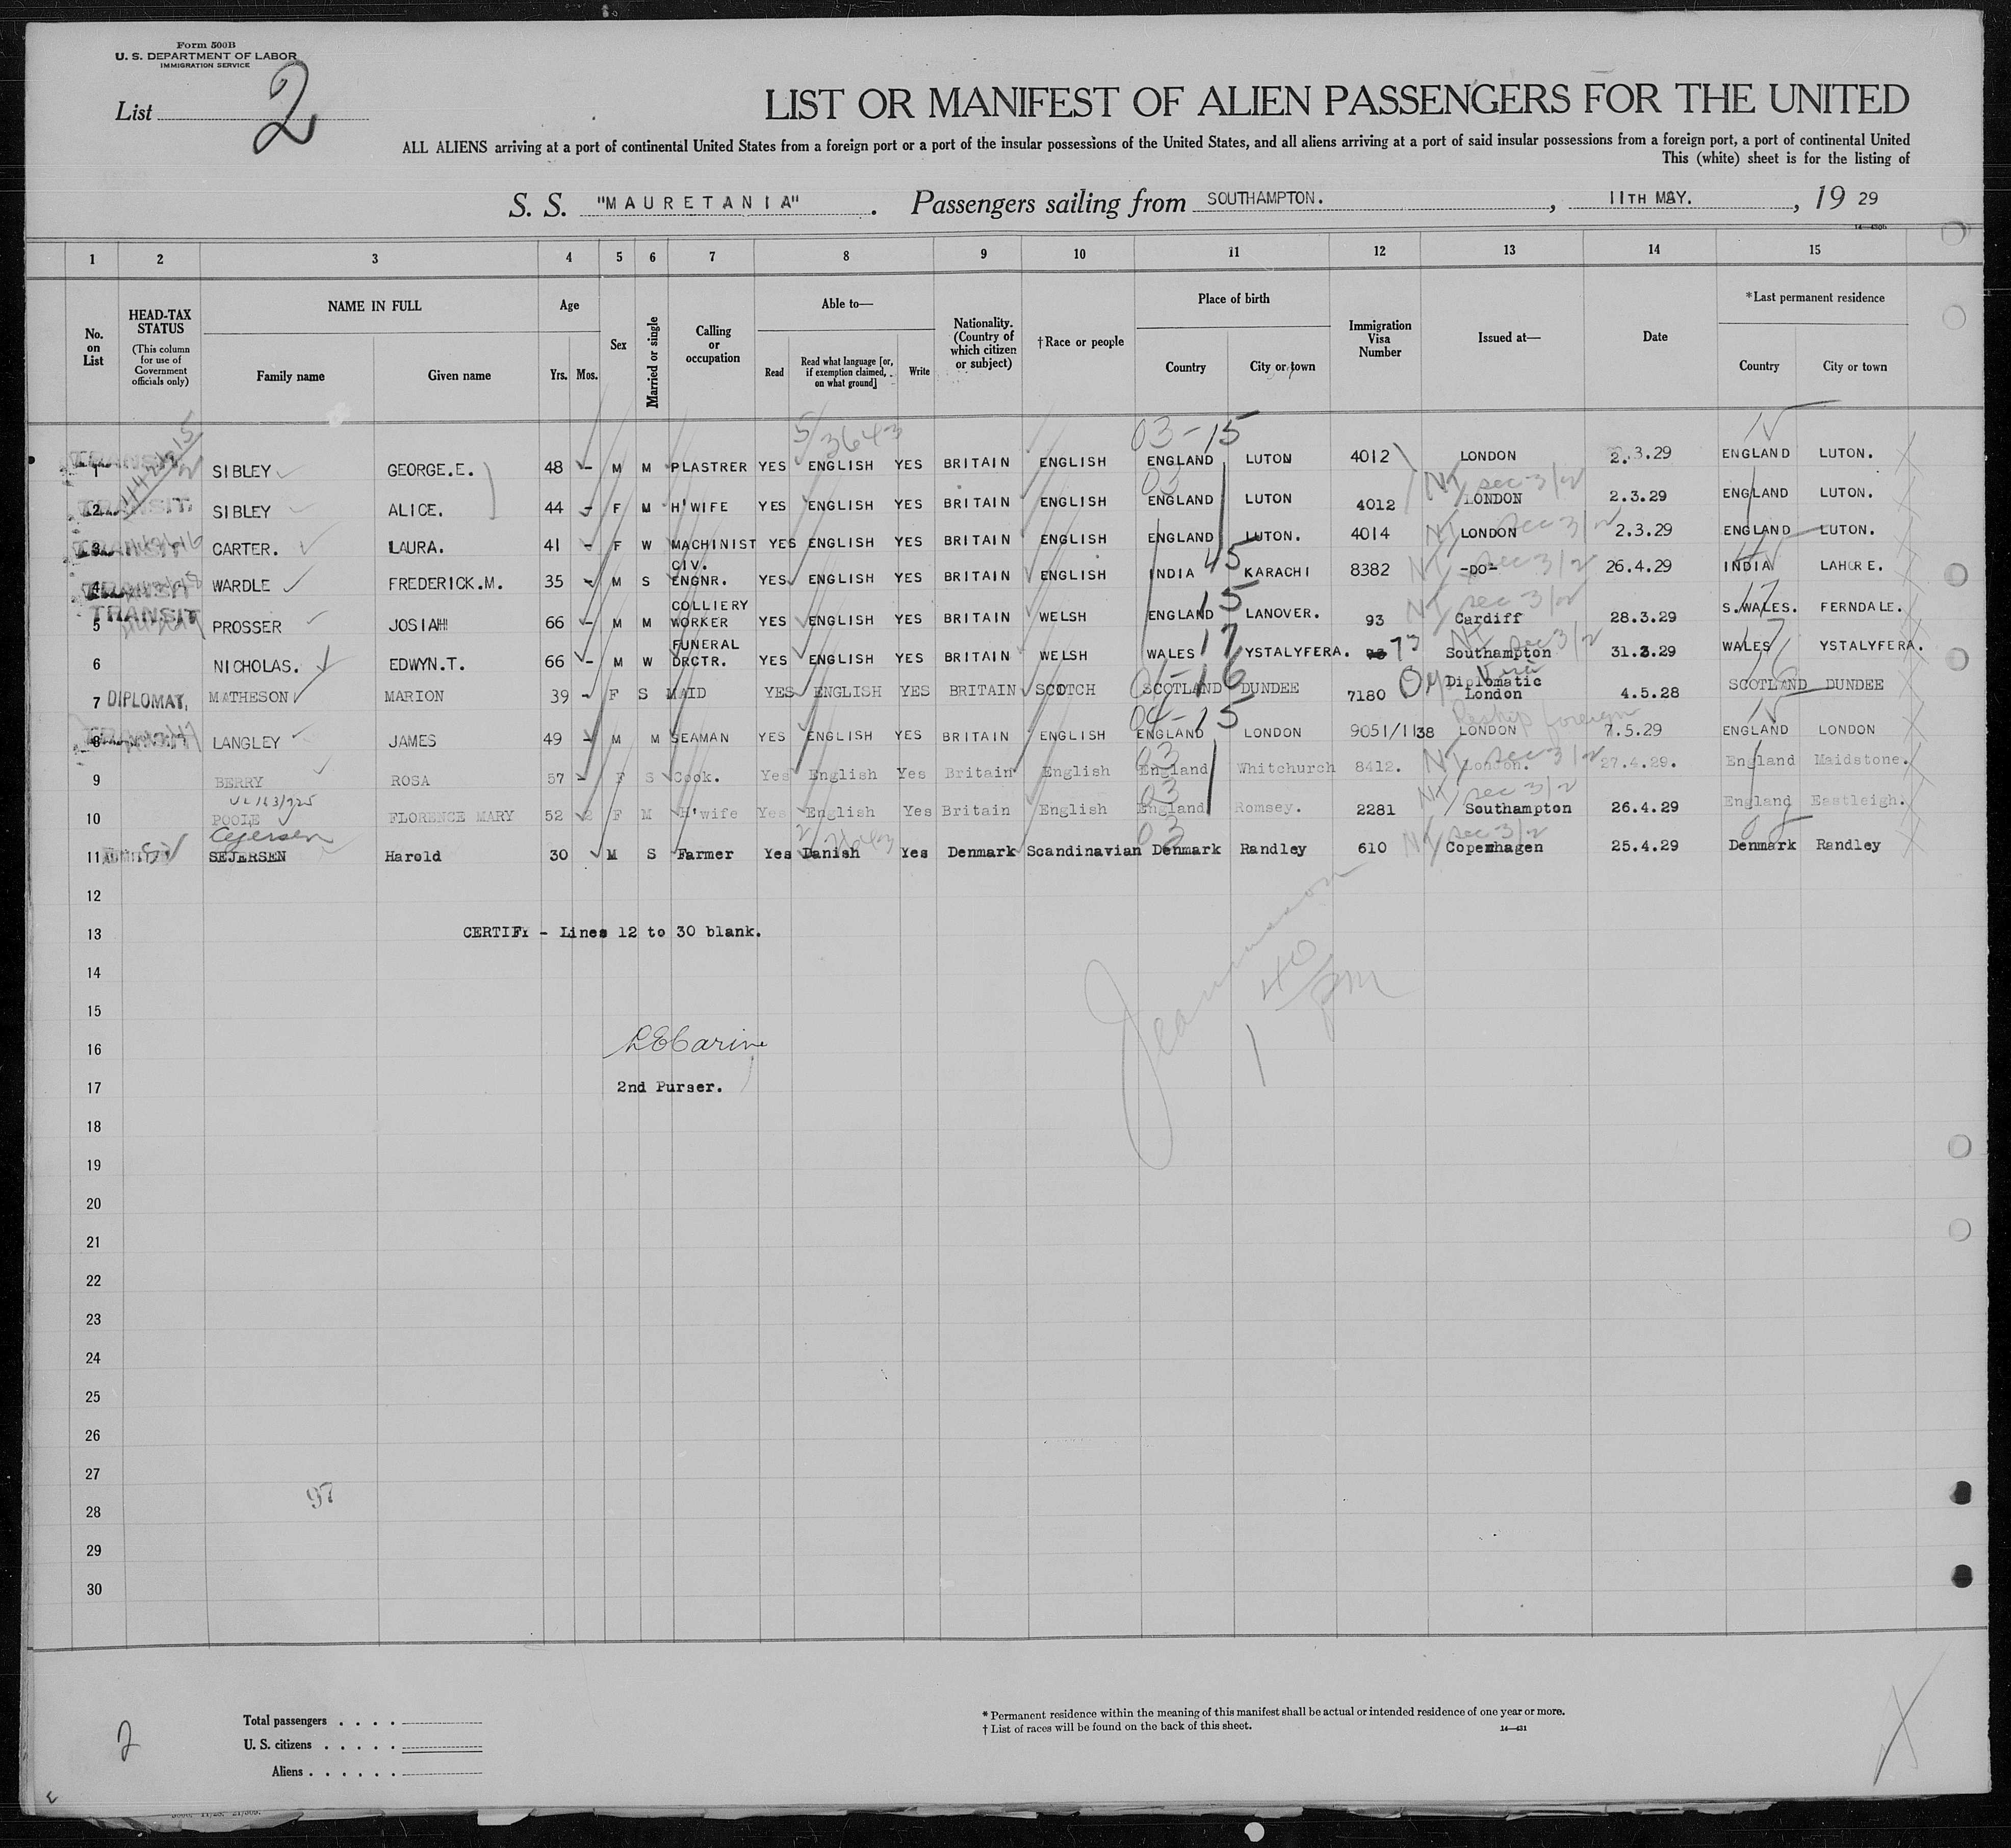 Form 500B
U. S. DEPARTMENT OF LABOR
IMMIGRATION SERVICE
List 2
LIST OR MANIFEST OF ALIEN PASSENGERS FOR THE UNITED
ALL ALIENS arriving at a port of continental United States from a foreign port or a port of the insular possessions of the United States, and all aliens arriving at a port of said insular possessions from a foreign port, a port of continental United
This (white) sheet is for the listing of
S. S. "MAURETANIA" . Passengers sailing from SOUTHAMPTON. , 11TH MAY. , 19 29
1 2 3 4 5 6 7 8 9 10 11 12 13 14 15
No. on List
HEAD-TAX STATUS
(This column for use of Government officials only)
NAME IN FULL
Family name
Given name
Age
Yrs. Mos.
Sex
Married or single
Calling or occupation
Able to—
Read
Read what language [or, if exemption claimed, on what ground]
Write
Nationality. (Country of which citizen or subject)
†Race or people
Place of birth
Country
City or town
Immigration Visa Number
Issued at—
Date
*Last permanent residence
Country
City or town
03-15
1 TRANSIT SIBLEY GEORGE.E. 48 - M M PLASTRER YES ENGLISH YES BRITAIN ENGLISH ENGLAND LUTON 4012 LONDON 2.3.29 ENGLAND LUTON.
2 TRANSIT SIBLEY ALICE. 44 - F M H'WIFE YES ENGLISH YES BRITAIN ENGLISH ENGLAND LUTON 4012 LONDON 2.3.29 ENGLAND LUTON.
3 TRANSIT CARTER. LAURA. 41 - F W MACHINIST YES ENGLISH YES BRITAIN ENGLISH ENGLAND LUTON. 4014 LONDON 2.3.29 ENGLAND LUTON.
4 TRANSIT WARDLE FREDERICK.M. 35 - M S CIV. ENGNR. YES ENGLISH YES BRITAIN ENGLISH INDIA KARACHI 8382 -DO- 26.4.29 INDIA LAHORE.
5 TRANSIT PROSSER JOSIAH 66 - M M COLLIERY WORKER YES ENGLISH YES BRITAIN WELSH ENGLAND LANOVER. 93 Cardiff 28.3.29 S.WALES. FERNDALE.
6 NICHOLAS. EDWYN.T. 66 - M W FUNERAL DRCTR. YES ENGLISH YES BRITAIN WELSH WALES YSTALYFERA. 73 Southampton 31.3.29 WALES YSTALYFERA.
7 DIPLOMAT, MATHESON MARION 39 - F S MAID YES ENGLISH YES BRITAIN SCOTCH SCOTLAND DUNDEE 7180 Diplomatic London 4.5.28 SCOTLAND DUNDEE
8 TRANSIT LANGLEY JAMES 49 - M M SEAMAN YES ENGLISH YES BRITAIN ENGLISH ENGLAND LONDON 9051/1138 LONDON 7.5.29 ENGLAND LONDON
9 BERRY ROSA 57 - F S Cook. Yes English Yes Britain English England Whitchurch 8412. London. 27.4.29. England Maidstone.
10 POOLE FLORENCE MARY 52 F M H'wife Yes English Yes Britain English England Romsey. 2281 Southampton 26.4.29 England Eastleigh.
11 SEJERSEN Harold 30 M S Farmer Yes Danish Yes Denmark Scandinavian Denmark Randley 610 Copenhagen 25.4.29 Denmark Randley
12
13 CERTIFY - Lines 12 to 30 blank.
14
15
16
17 2nd Purser.
18
19
20
21
22
23
24
25
26
27
97
28
29
30
1 40 pm
2
Total passengers . . . .
U. S. citizens . . . . .
Aliens . . . . . .
* Permanent residence within the meaning of this manifest shall be actual or intended residence of one year or more.
† List of races will be found on the back of this sheet.
14—431